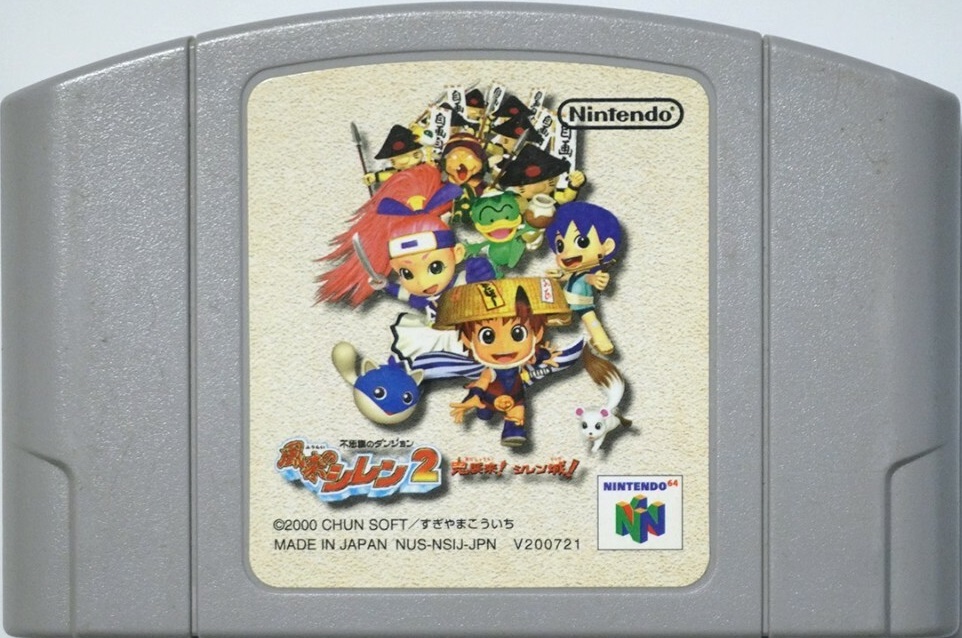 Nintendo®
不思議のダンジョン
風来のシレン2
鬼襲来! シレン城!
©2000 CHUN SOFT/すぎやまこういち
MADE IN JAPAN NUS-NSIJ-JPN V200721
NINTENDO64